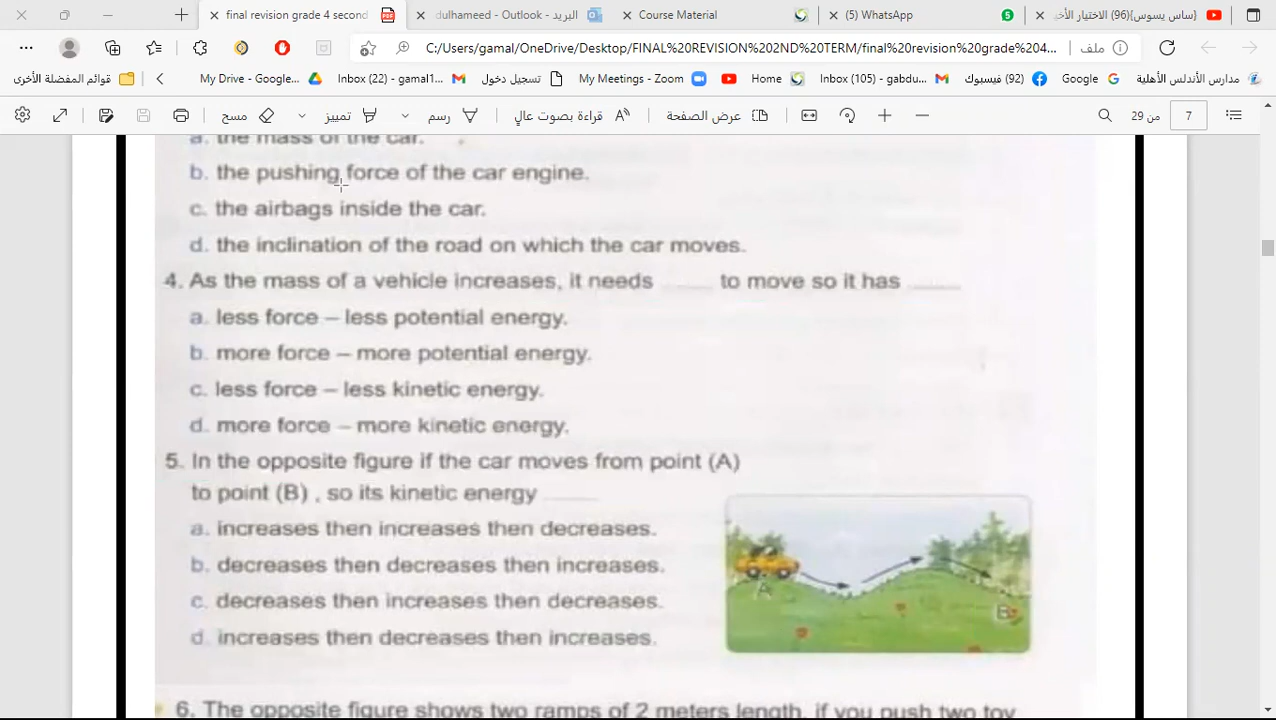 final revision grade 4 second
البريد - dulhameed - Outlook
Course Material
(5) WhatsApp
5
{ساس يسوس}(96) الاختيار الأخـ
C:/Users/gamal/OneDrive/Desktop/FINAL%20REVISION%202ND%20TERM/final%20revision%20grade%204...
ملف
قوائم المفضلة الأخرى
My Drive - Google...
Inbox (22) - gamal1...
تسجيل دخول
My Meetings - Zoom
Home
Inbox (105) - gabdu...
(92) فيسبوك
Google
مدارس الأندلس الأهلية
مسح
تمييز
رسم
قراءة بصوت عالٍ
عرض الصفحة
من 29
7
a. the mass of the car.
b. the pushing force of the car engine.
c. the airbags inside the car.
d. the inclination of the road on which the car moves.
4. As the mass of a vehicle increases, it needs ...... to move so it has ......
a. less force – less potential energy.
b. more force – more potential energy.
c. less force – less kinetic energy.
d. more force – more kinetic energy.
5. In the opposite figure if the car moves from point (A)
to point (B) , so its kinetic energy ......
a. increases then increases then decreases.
b. decreases then decreases then increases.
c. decreases then increases then decreases.
d. increases then decreases then increases.
A
B
6. The opposite figure shows two ramps of 2 meters length, if you push two toy